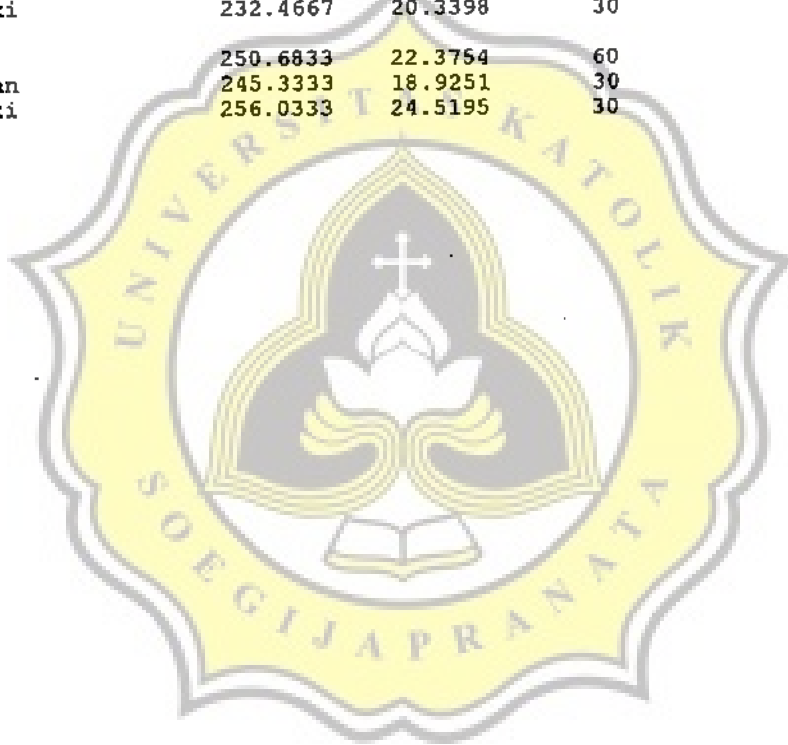 ki 232.4667 20.3398 30
250.6833 22.3754 60
an 245.3333 18.9251 30
ki 256.0333 24.5195 30
UNIVERSITAS KATOLIK
SOEGIJAPRANATA